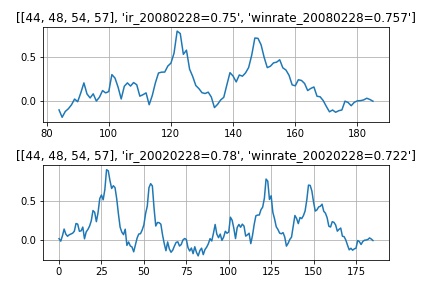 [[44, 48, 54, 57], 'ir_20080228=0.75', 'winrate_20080228=0.757']
0.5
0.0
80 100 120 140 160 180
[[44, 48, 54, 57], 'ir_20020228=0.78', 'winrate_20020228=0.722']
0.5
0.0
0 25 50 75 100 125 150 175